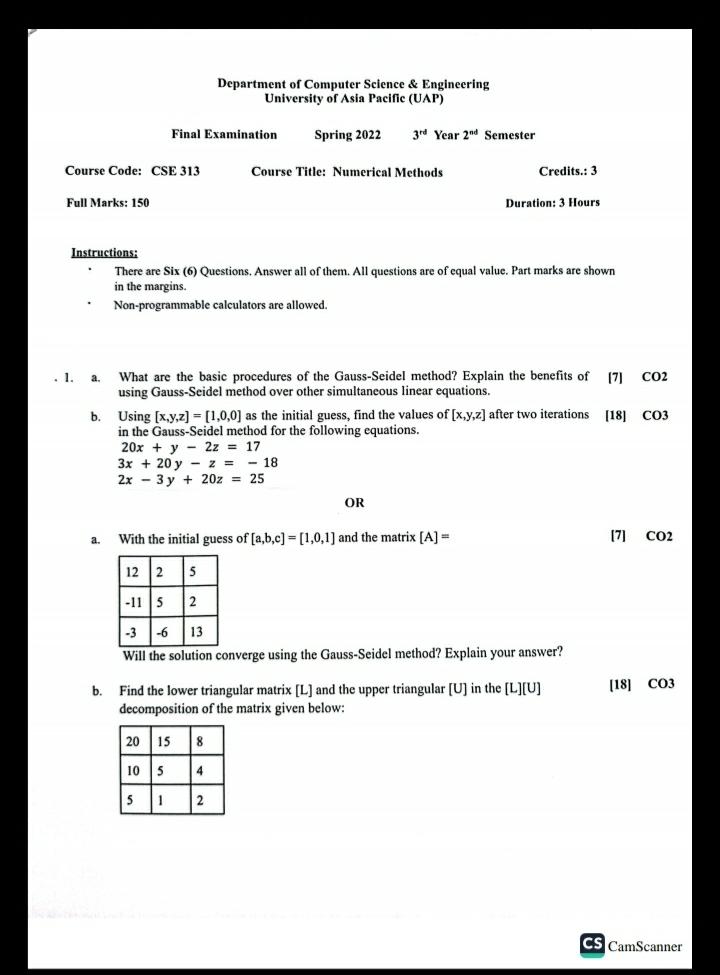 Department of Computer Science & Engineering
University of Asia Pacific (UAP)
Final Examination Spring 2022 3rd Year 2nd Semester
Course Code: CSE 313 Course Title: Numerical Methods Credits.: 3
Full Marks: 150 Duration: 3 Hours
Instructions:
• There are Six (6) Questions. Answer all of them. All questions are of equal value. Part marks are shown
in the margins.
• Non-programmable calculators are allowed.
1. a. What are the basic procedures of the Gauss-Seidel method? Explain the benefits of [7] CO2
using Gauss-Seidel method over other simultaneous linear equations.
b. Using [x,y,z] = [1,0,0] as the initial guess, find the values of [x,y,z] after two iterations [18] CO3
in the Gauss-Seidel method for the following equations.
20x + y − 2z = 17
3x + 20y − z = − 18
2x − 3y + 20z = 25
OR
a. With the initial guess of [a,b,c] = [1,0,1] and the matrix [A] = [7] CO2
12 2 5
-11 5 2
-3 -6 13
Will the solution converge using the Gauss-Seidel method? Explain your answer?
b. Find the lower triangular matrix [L] and the upper triangular [U] in the [L][U] [18] CO3
decomposition of the matrix given below:
20 15 8
10 5 4
5 1 2
CS CamScanner